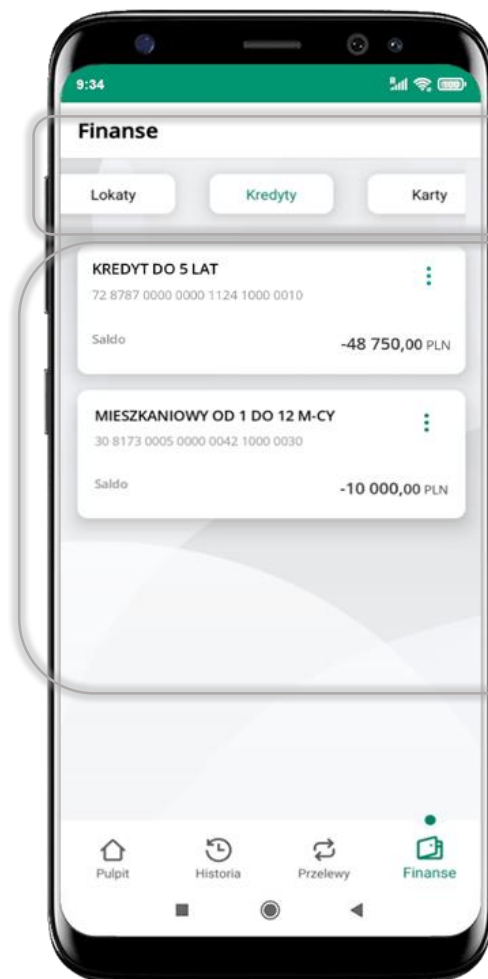 9:34
Finanse
Lokaty Kredyty Karty
KREDYT DO 5 LAT
72 8787 0000 0000 1124 1000 0010
Saldo -48 750,00 PLN
MIESZKANIOWY OD 1 DO 12 M-CY
30 8173 0005 0000 0042 1000 0030
Saldo -10 000,00 PLN
Pulpit Historia Przelewy Finanse